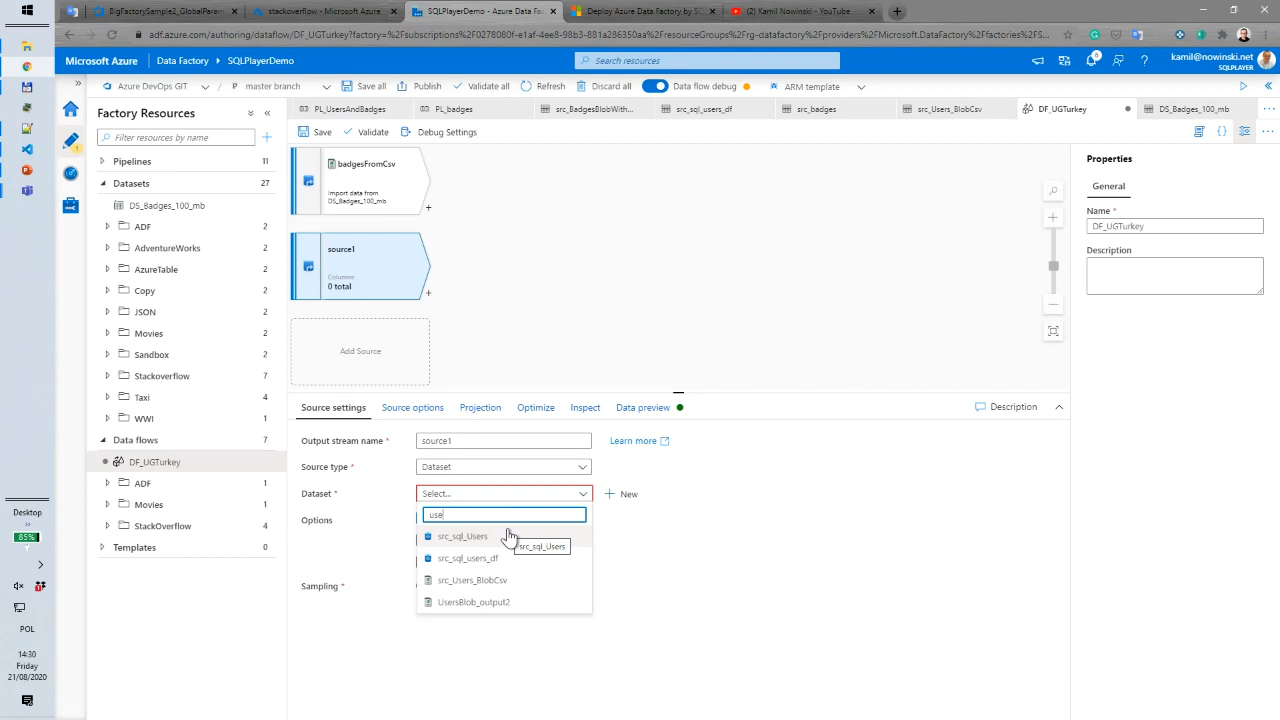 BigFactorySample2_GlobalParam
stackoverflow - Microsoft Azure
SQLPlayerDemo - Azure Data Fac
Deploy Azure Data Factory by SQ
(1) Kamil Nowinski - YouTube
adf.azure.com/authoring/dataflow/DF_UGTurkey?factory=%2Fsubscriptions%2F0278080f-e1af-4ee8-98b3-881a286350aa%2FresourceGroups%2Frg-datafactory%2Fproviders%2FMicrosoft.DataFactory%2Ffactories%2FS...
Microsoft Azure
Data Factory
SQLPlayerDemo
Search resources
6
kamil@nowinski.net
SQLPLAYER
Azure DevOps GIT
master branch
Save all
Publish
Validate all
Refresh
Discard all
Data flow debug
ARM template
Factory Resources
Filter resources by name
Pipelines 11
Datasets 27
DS_Badges_100_mb
ADF 2
AdventureWorks 2
AzureTable 2
Copy 2
JSON 2
Movies 2
Sandbox 2
Stackoverflow 7
Taxi 4
WWI 1
Data flows 7
DF_UGTurkey
ADF 1
Movies 4
StackOverflow 1
Templates 0
PL_UsersAndBadges
PL_badges
src_BadgesBlobWith...
src_sql_users_df
src_badges
src_Users_BlobCsv
DF_UGTurkey
DS_Badges_100_mb
Save
Validate
Debug Settings
badgesFromCsv
Import data from
DS_Badges_100_mb
source1
Columns:
0 total
Add Source
Source settings
Source options
Projection
Optimize
Inspect
Data preview
Description
Output stream name *
source1
Learn more
Source type *
Dataset
Dataset *
Select...
New
use
Options
src_sql_Users
src_sql_Users
src_sql_users_df
src_Users_BlobCsv
Sampling *
UsersBlob_output2
Properties
General
Name *
DF_UGTurkey
Description
Desktop
85%
POL
14:30
Friday
21/08/2020